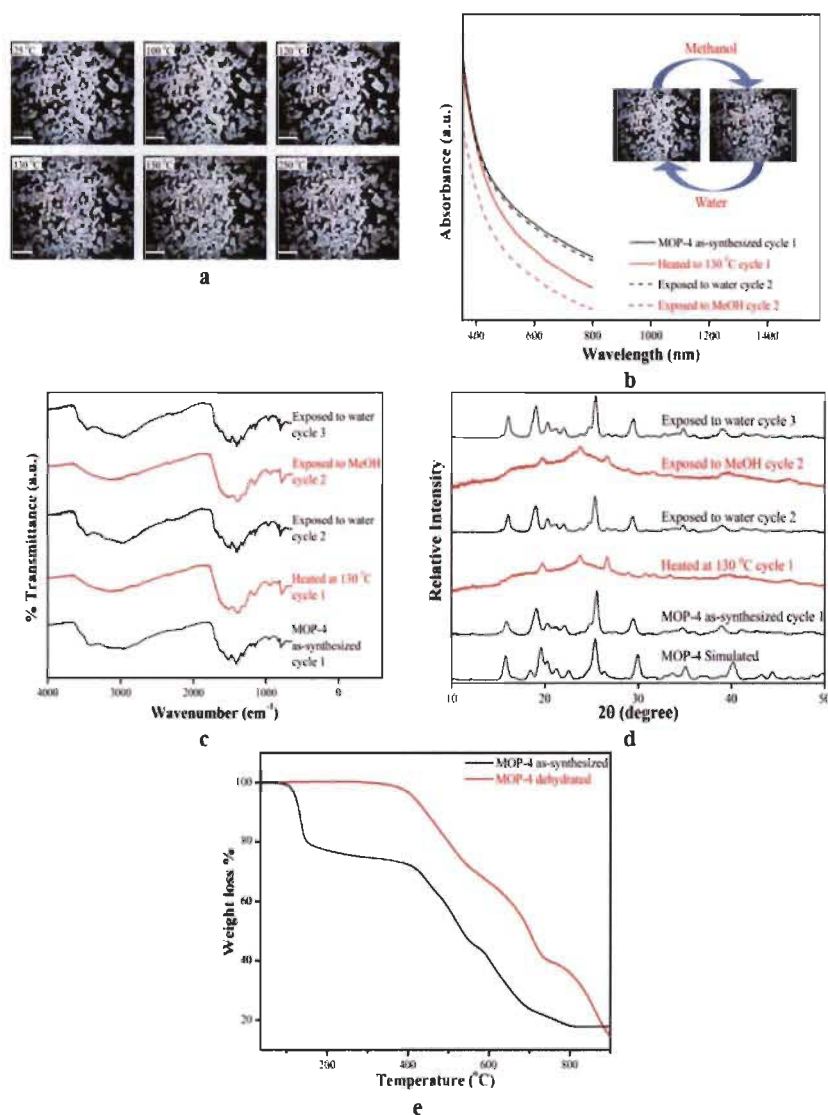 25 °C
100 °C
120 °C
130 °C
150 °C
250 °C
a
Absorbance (a.u.)
Methanol
Water
MOP-4 as-synthesized cycle 1
Heated to 130 °C cycle 1
Exposed to water cycle 2
Exposed to MeOH cycle 2
400 600 800 1000 1200 1400
Wavelength (nm)
b
% Transmittance (a.u.)
Exposed to water
cycle 3
Exposed to MeOH
cycle 2
Exposed to water
cycle 2
Heated at 130 °C
cycle 1
MOP-4
as-synthesized
cycle 1
4000 3000 2000 1000 0
Wavenumber (cm-1)
c
Relative Intensity
Exposed to water cycle 3
Exposed to MeOH cycle 2
Exposed to water cycle 2
Heated at 130 °C cycle 1
MOP-4 as-synthesized cycle 1
MOP-4 Simulated
10 20 30 40 50
2θ (degree)
d
Weight loss %
MOP-4 as-synthesized
MOP-4 dehydrated
100
80
60
40
20
200 400 600 800
Temperature (°C)
e